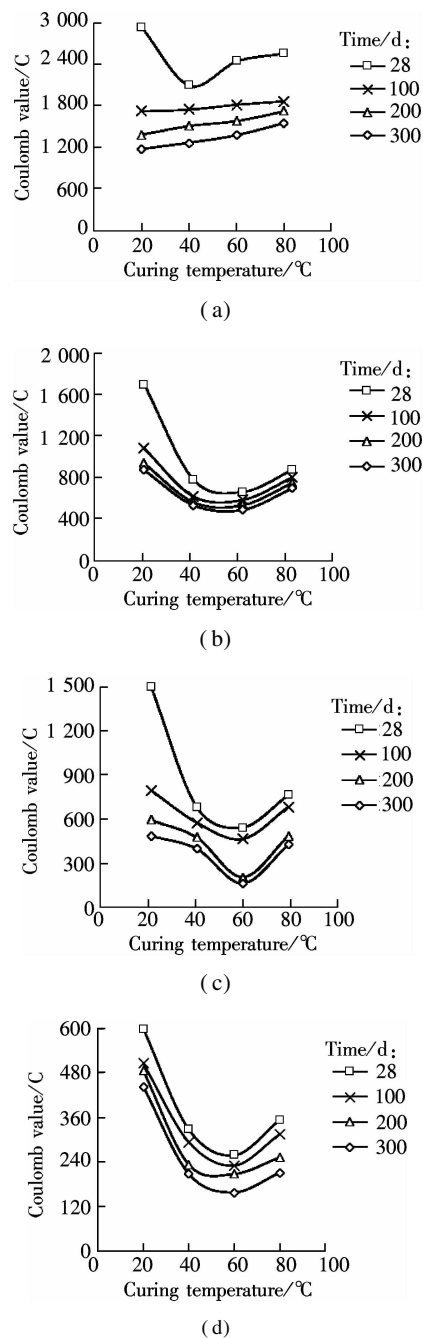 3 000
2 400
1 800
1 200
600
0
Coulomb value/C
0 20 40 60 80 100
Curing temperature/℃
Time/d:
28
100
200
300
(a)
2 000
1 600
1 200
800
400
0
Coulomb value/C
0 20 40 60 80 100
Curing temperature/℃
Time/d:
28
100
200
300
(b)
1 500
1 200
900
600
300
0
Coulomb value/C
0 20 40 60 80 100
Curing temperature/℃
Time/d:
28
100
200
300
(c)
600
480
360
240
120
0
Coulomb value/C
0 20 40 60 80 100
Curing temperature/℃
Time/d:
28
100
200
300
(d)